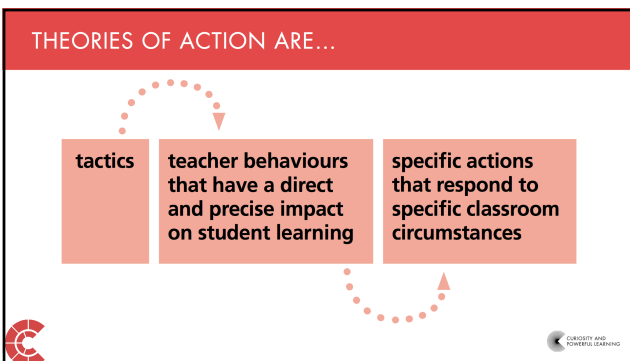 THEORIES OF ACTION ARE...
tactics
teacher behaviours
that have a direct
and precise impact
on student learning
specific actions
that respond to
specific classroom
circumstances
CURIOSITY AND
POWERFUL LEARNING